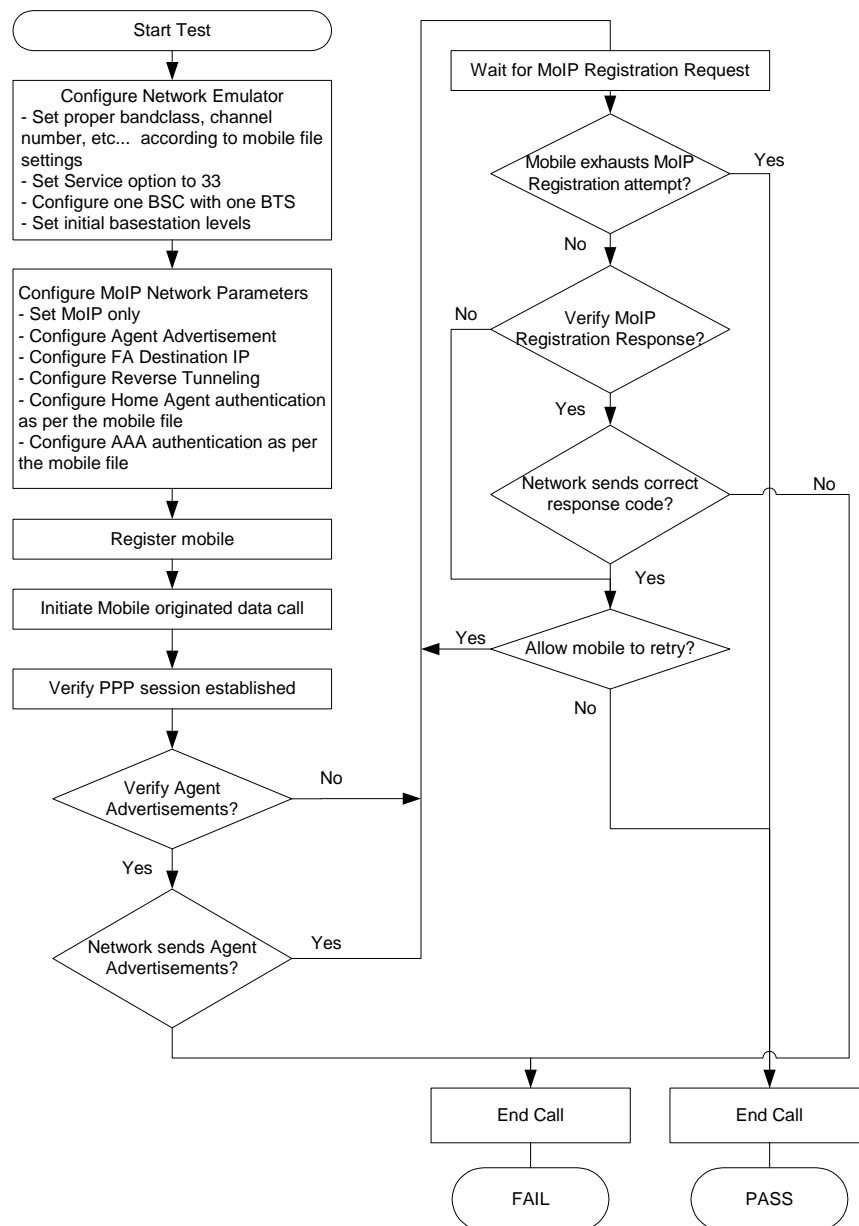 Start Test
Configure Network Emulator
- Set proper bandclass, channel
number, etc... according to mobile file
settings
- Set Service option to 33
- Configure one BSC with one BTS
- Set initial basestation levels
Configure MoIP Network Parameters
- Set MoIP only
- Configure Agent Advertisement
- Configure FA Destination IP
- Configure Reverse Tunneling
- Configure Home Agent authentication
as per the mobile file
- Configure AAA authentication as per
the mobile file
Register mobile
Initiate Mobile originated data call
Verify PPP session established
Verify Agent
Advertisements?
No
Yes
Network sends Agent
Advertisements?
Yes
Wait for MoIP Registration Request
Mobile exhausts MoIP
Registration attempt?
Yes
No
Verify MoIP
Registration Response?
No
Yes
Network sends correct
response code?
No
Yes
Allow mobile to retry?
Yes
No
End Call
FAIL
End Call
PASS